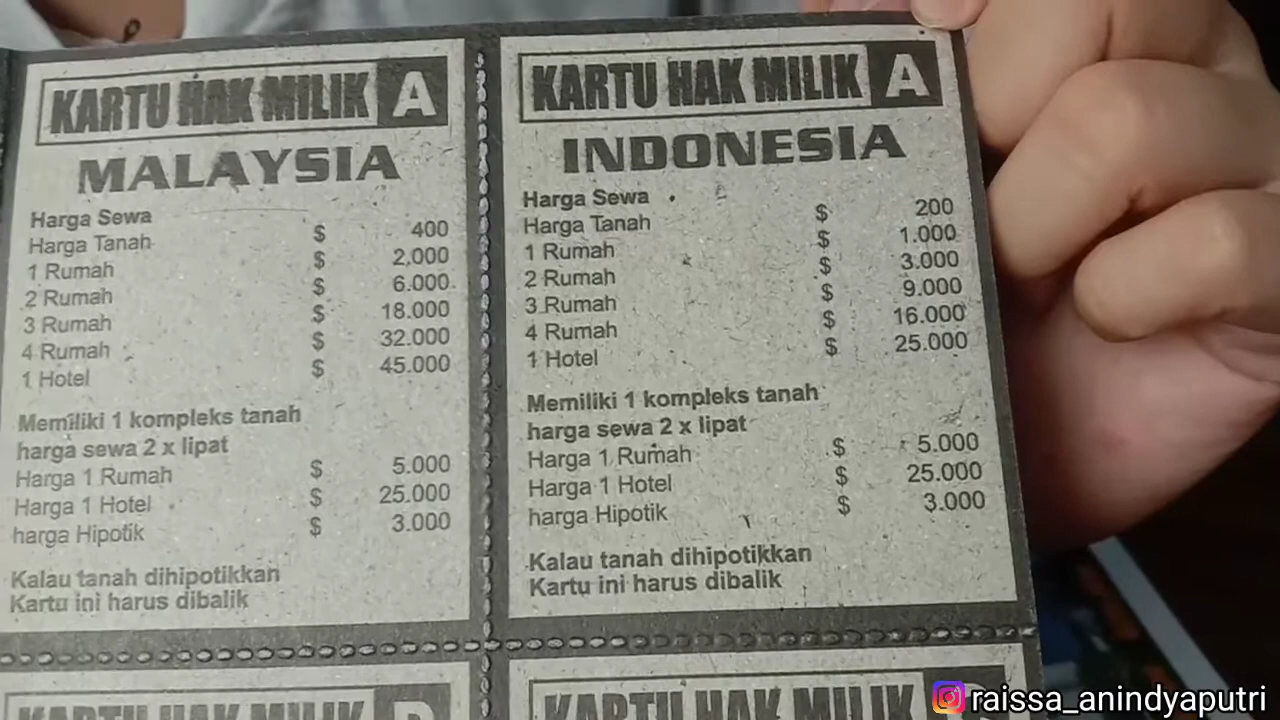 KARTU HAK MILIK A
MALAYSIA
Harga Sewa
Harga Tanah $ 400
1 Rumah $ 2,000
2 Rumah $ 6.000
3 Rumah $ 18.000
4 Rumah $ 32.000
1 Hotel $ 45.000
Memiliki 1 kompleks tanah
harga sewa 2 x lipat
Harga 1 Rumah $ 5.000
Harga 1 Hotel $ 25.000
harga Hipotik $ 3.000
Kalau tanah dihipotikkan
Kartu ini harus dibalik
KARTU HAK MILIK A
INDONESIA
Harga Sewa
Harga Tanah $ 200
1 Rumah $ 1.000
2 Rumah $ 3.000
3 Rumah $ 9.000
4 Rumah $ 16.000
1 Hotel $ 25.000
Memiliki 1 kompleks tanah
harga sewa 2 x lipat
Harga 1 Rumah $ 5.000
Harga 1 Hotel $ 25.000
harga Hipotik $ 3.000
Kalau tanah dihipotikkan
Kartu ini harus dibalik
KARTU HAK MILIK
KARTU HAK MILIK
raissa_anindyaputri